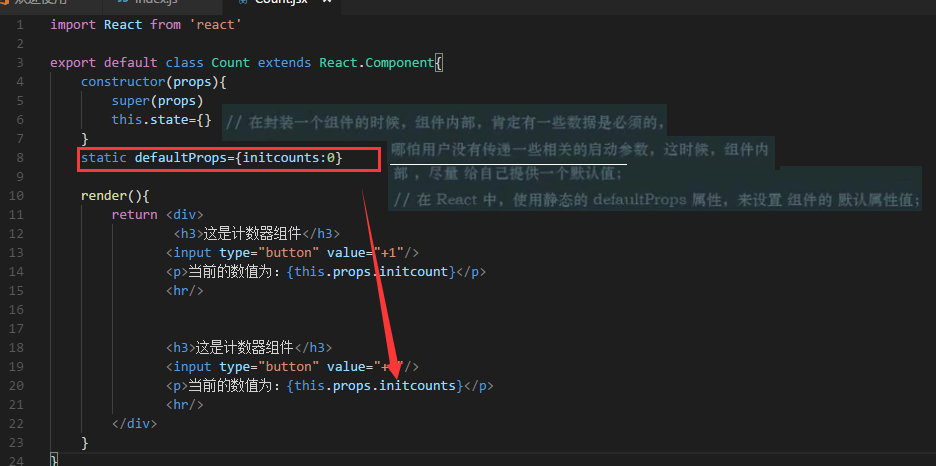 index.js
Count.jsx
1 import React from 'react'
2
3 export default class Count extends React.Component{
4 constructor(props){
5 super(props)
6 this.state={} // 在封装一个组件的时候，组件内部，肯定有一些数据是必须的，
7 }
哪怕用户没有传递一些相关的启动参数，这时候，组件内
8 static defaultProps={initcounts:0}
部 ，尽量 给自己提供一个默认值；
9
10 render(){
// 在 React 中，使用静态的 defaultProps 属性，来设置 组件的 默认属性值；
11 return <div>
12 <h3>这是计数器组件</h3>
13 <input type="button" value="+1"/>
14 <p>当前的数值为：{this.props.initcount}</p>
15 <hr/>
16
17
18 <h3>这是计数器组件</h3>
19 <input type="button" value="+"/>
20 <p>当前的数值为：{this.props.initcounts}</p>
21 <hr/>
22 </div>
23 }
24 }